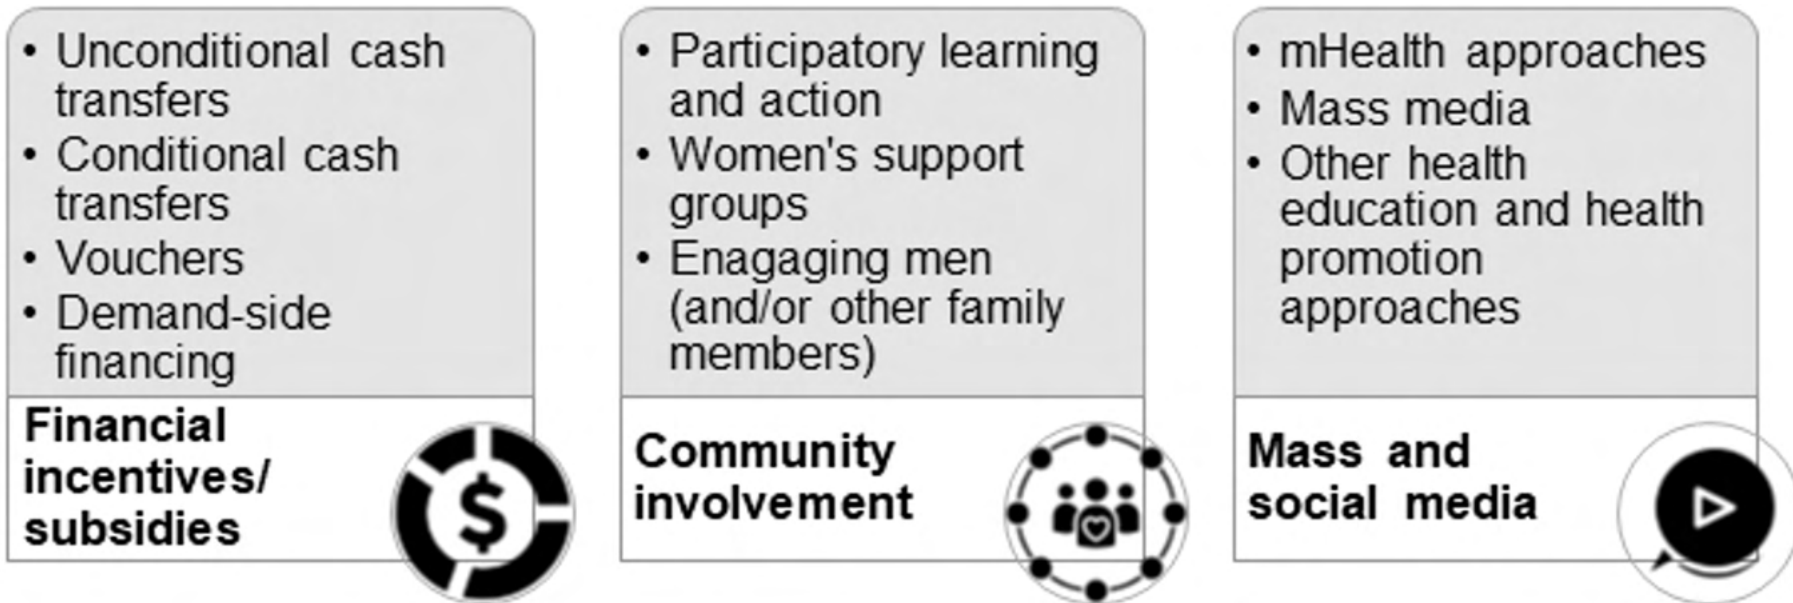 • Unconditional cash
transfers
• Conditional cash
transfers
• Vouchers
• Demand-side
financing
Financial
incentives/
subsidies
$
• Participatory learning
and action
• Women's support
groups
• Enagaging men
(and/or other family
members)
Community
involvement
• mHealth approaches
• Mass media
• Other health
education and health
promotion
approaches
Mass and
social media